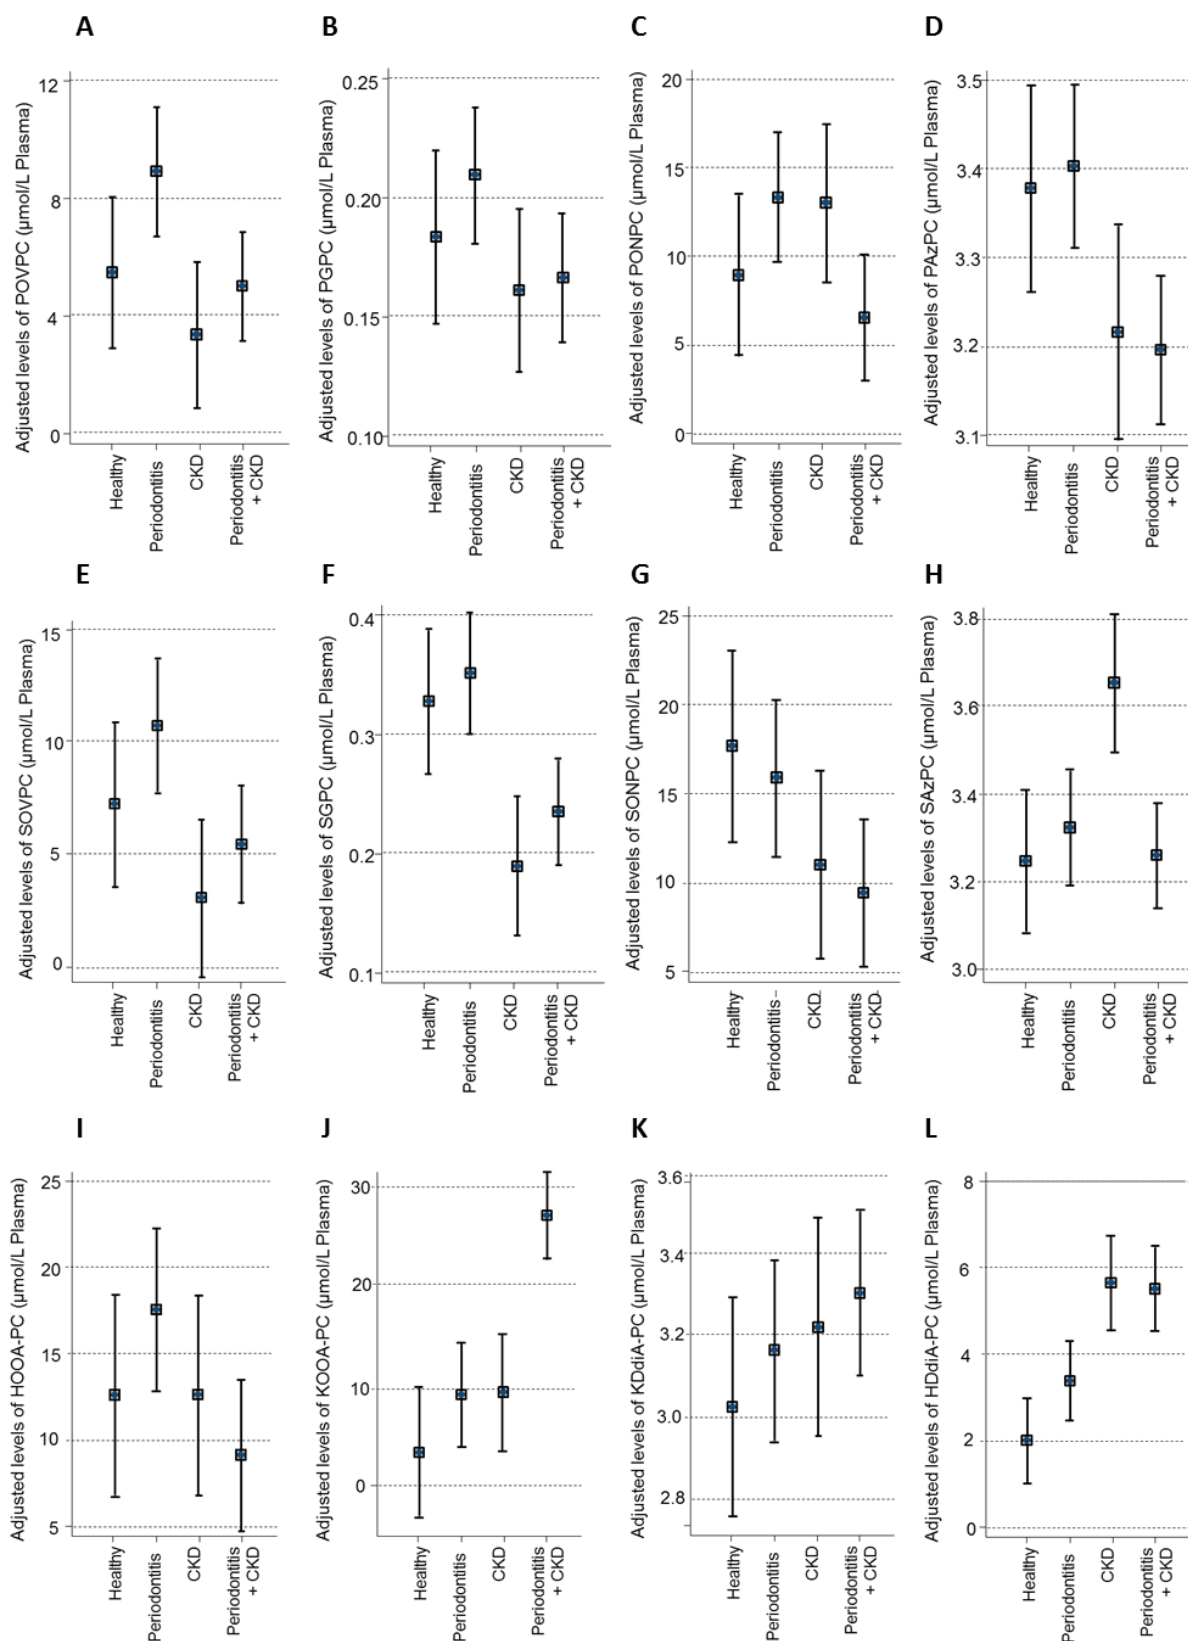 A
B
C
D
Adjusted levels of POVPC (µmol/L Plasma)
12
8
4
0
Healthy
Periodontitis
CKD
Periodontitis
+ CKD
Adjusted levels of PGPC (µmol/L Plasma)
0.25
0.20
0.15
0.10
Healthy
Periodontitis
CKD
Periodontitis
+ CKD
Adjusted levels of PONPC (µmol/L Plasma)
20
15
10
5
0
Healthy
Periodontitis
CKD
Periodontitis
+ CKD
Adjusted levels of PAzPC (µmol/L Plasma)
3.5
3.4
3.3
3.2
3.1
Healthy
Periodontitis
CKD
Periodontitis
+ CKD
E
F
G
H
Adjusted levels of SOVPC (µmol/L Plasma)
15
10
5
0
Healthy
Periodontitis
CKD
Periodontitis
+ CKD
Adjusted levels of SGPC (µmol/L Plasma)
0.4
0.3
0.2
0.1
Healthy
Periodontitis
CKD
Periodontitis
+ CKD
Adjusted levels of SONPC (µmol/L Plasma)
25
20
15
10
5
Healthy
Periodontitis
CKD
Periodontitis
+ CKD
Adjusted levels of SAzPC (µmol/L Plasma)
3.8
3.6
3.4
3.2
3.0
Healthy
Periodontitis
CKD
Periodontitis
+ CKD
I
J
K
L
Adjusted levels of HOOA-PC (µmol/L Plasma)
25
20
15
10
5
Healthy
Periodontitis
CKD
Periodontitis
+ CKD
Adjusted levels of KOOA-PC (µmol/L Plasma)
30
20
10
0
Healthy
Periodontitis
CKD
Periodontitis
+ CKD
Adjusted levels of KDdiA-PC (µmol/L Plasma)
3.6
3.4
3.2
3.0
2.8
Healthy
Periodontitis
CKD
Periodontitis
+ CKD
Adjusted levels of HDdiA-PC (µmol/L Plasma)
8
6
4
2
0
Healthy
Periodontitis
CKD
Periodontitis
+ CKD